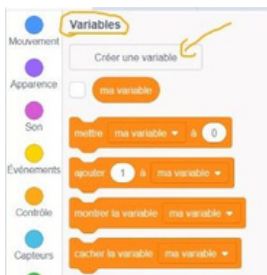 Variables
Mouvement
Créer une variable
Apparence
ma variable
Son
mettre ma variable à 0
Événements
ajouter 1 à ma variable
Contrôle
montrer la variable ma variable
Capteurs
cacher la variable ma variable